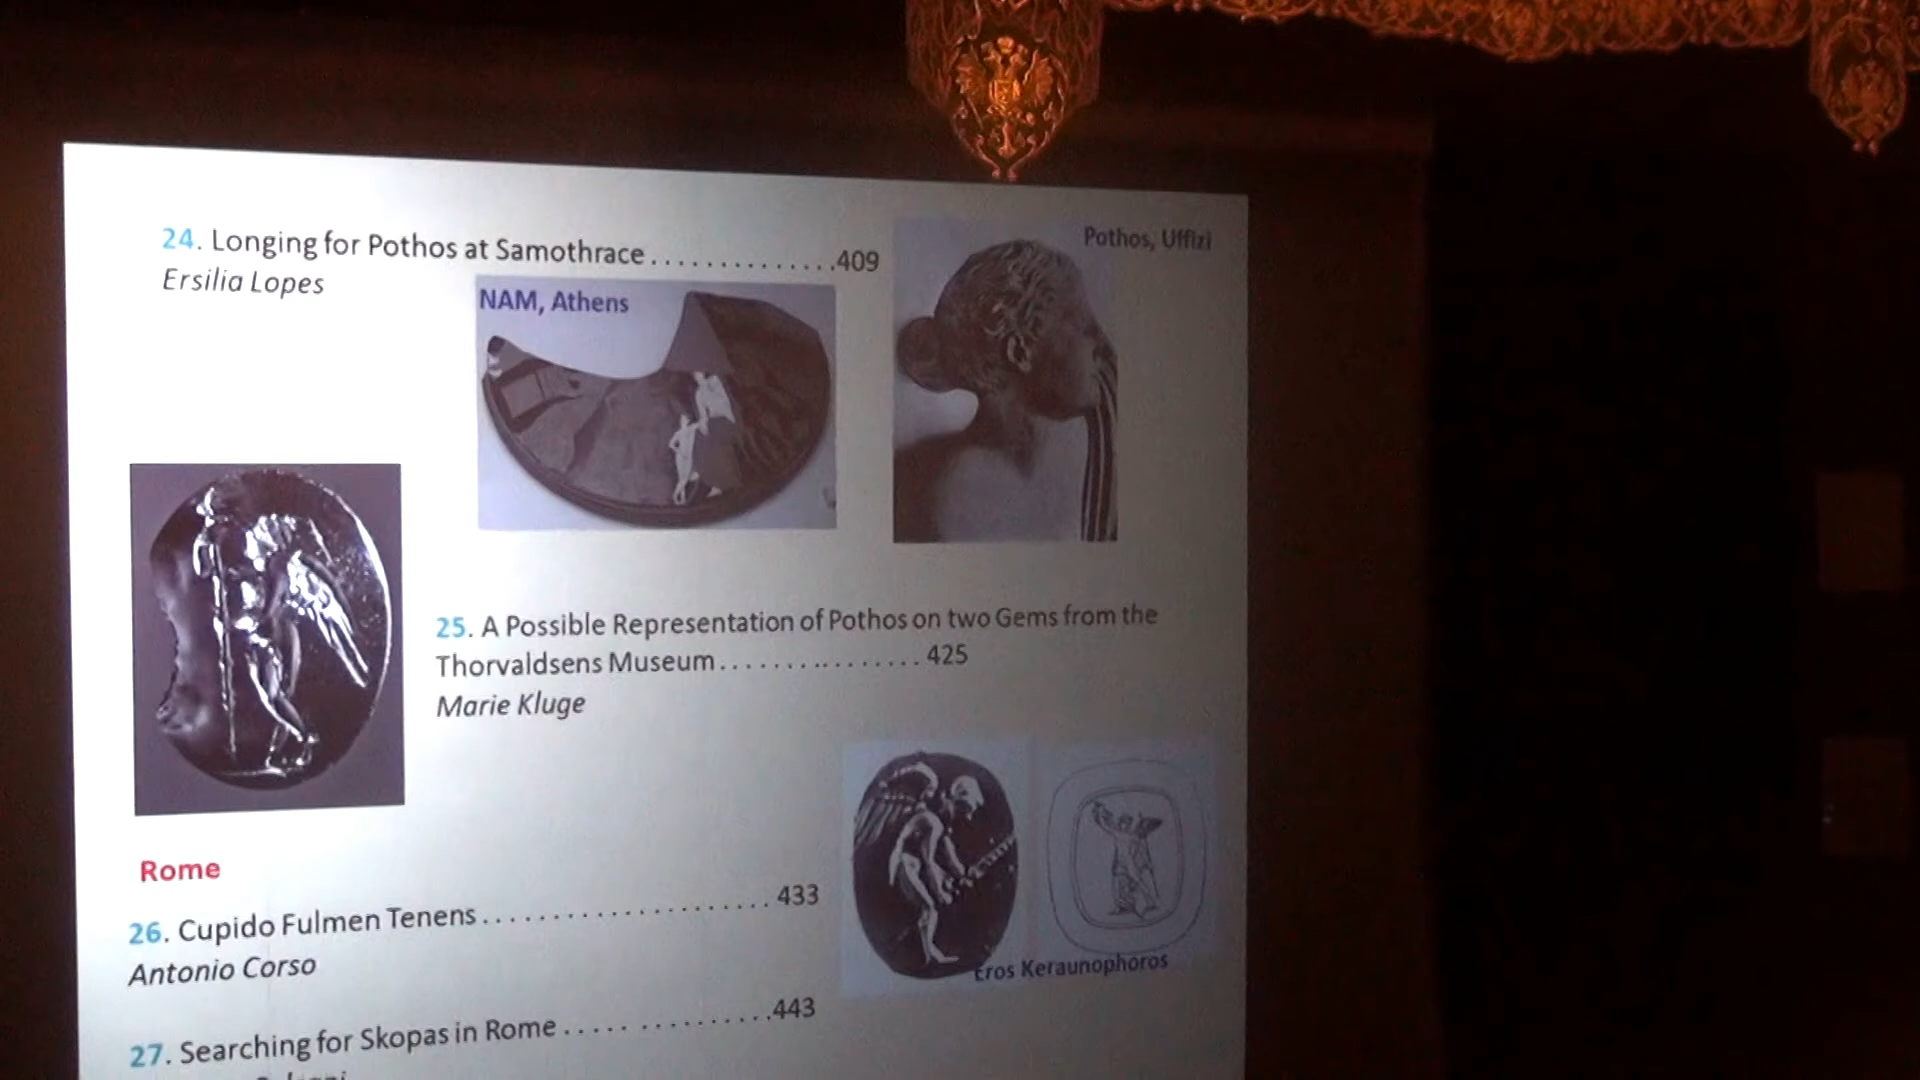 24. Longing for Pothos at Samothrace . . . . . . . . . . . . . . 409
Ersilia Lopes
Pothos, Uffizi
NAM, Athens
25. A Possible Representation of Pothos on two Gems from the
Thorvaldsens Museum . . . . . . . . . . . . . . . . 425
Marie Kluge
Rome
26. Cupido Fulmen Tenens . . . . . . . . . . . . . . . . . . . . . 433
Antonio Corso
Eros Keraunophoros
27. Searching for Skopas in Rome . . . . . . . . . . . . . . . 443